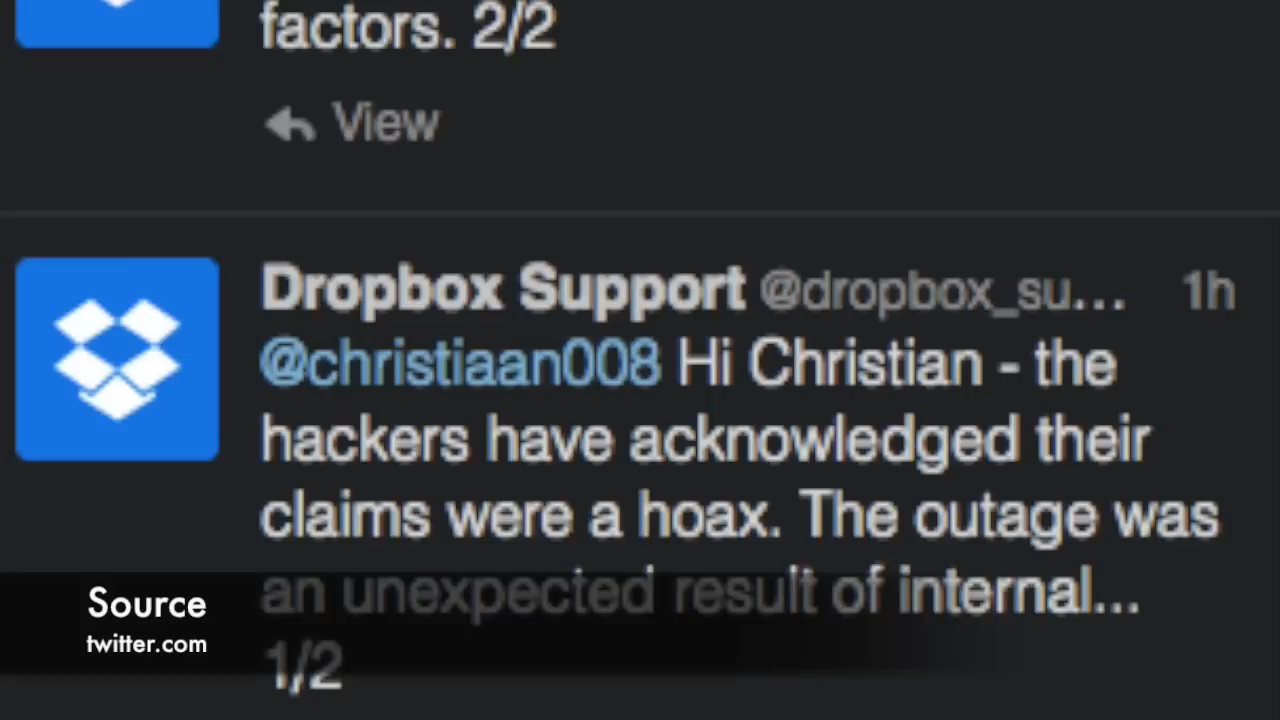 factors. 2/2
View
Dropbox Support @dropbox_su... 1h
@christiaan008 Hi Christian - the
hackers have acknowledged their
claims were a hoax. The outage was
an unexpected result of internal...
1/2
Source
twitter.com